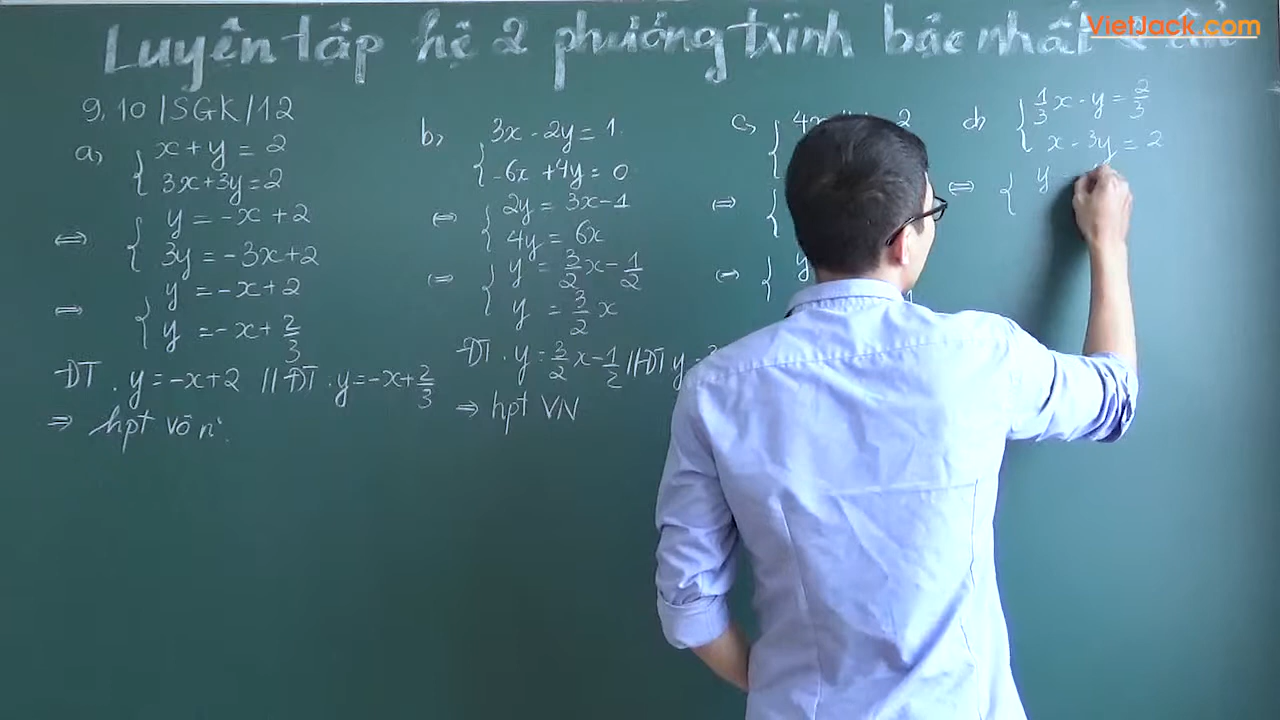 VietJack.com
Luyện tập hệ 2 phương trình bậc nhất 2 ẩn
9, 10 /SGK/12
a, { x + y = 2
3x + 3y = 2
⇔ { y = -x + 2
3y = -3x + 2
⇔ { y = -x + 2
y = -x + 2/3
ĐT. y = -x + 2 // ĐT. y = -x + 2/3
⇒ hpt vô n°.
b, { 3x - 2y = 1
-6x + 4y = 0
⇔ { 2y = 3x - 1
4y = 6x
⇔ { y = 3/2 x - 1/2
y = 3/2 x
ĐT. y = 3/2 x - 1/2 // ĐT y =
⇒ hpt VN
c, { 4x 2
⇔ {
⇔ { y
d, { 1/3 x - y = 2/3
x - 3y = 2
⇔ { y =